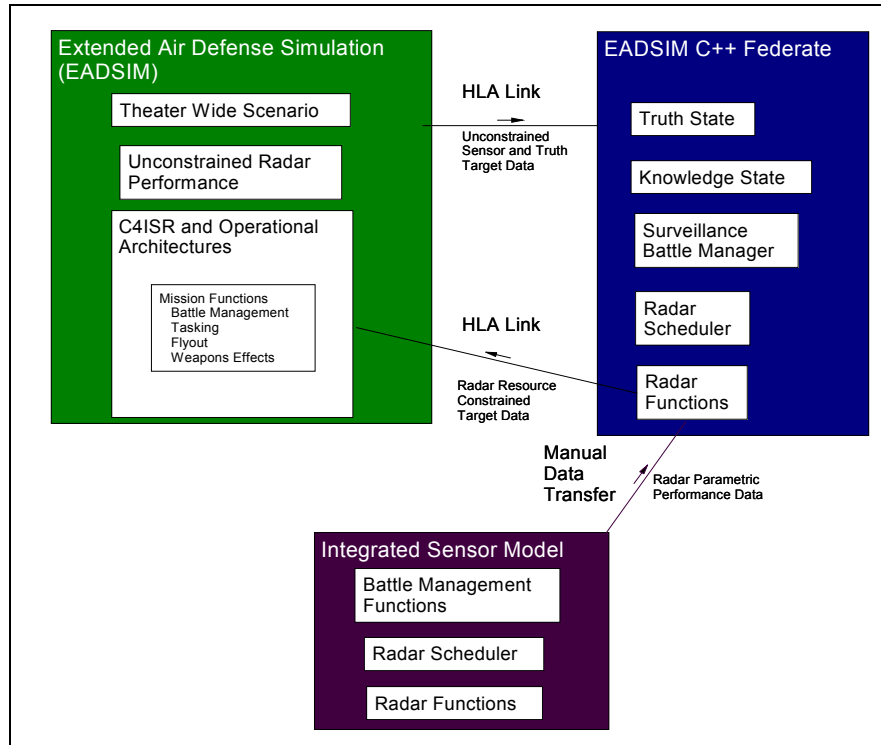 Extended Air Defense Simulation
(EADSIM)
Theater Wide Scenario
Unconstrained Radar
Performance
C4ISR and Operational
Architectures
Mission Functions
Battle Management
Tasking
Flyout
Weapons Effects
HLA Link
Unconstrained
Sensor and Truth
Target Data
HLA Link
Radar Resource
Constrained
Target Data
EADSIM C++ Federate
Truth State
Knowledge State
Surveillance
Battle Manager
Radar
Scheduler
Radar
Functions
Manual
Data
Transfer
Radar Parametric
Performance Data
Integrated Sensor Model
Battle Management
Functions
Radar Scheduler
Radar Functions